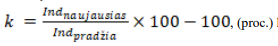 k = Ind_naujausias / Ind_pradžia × 100 − 100, (proc.)